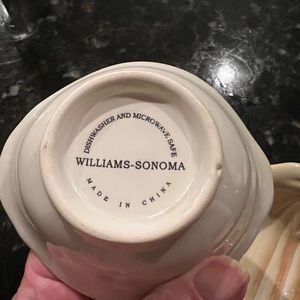 DISHWASHER AND MICROWAVE SAFE
WILLIAMS-SONOMA
MADE IN CHINA